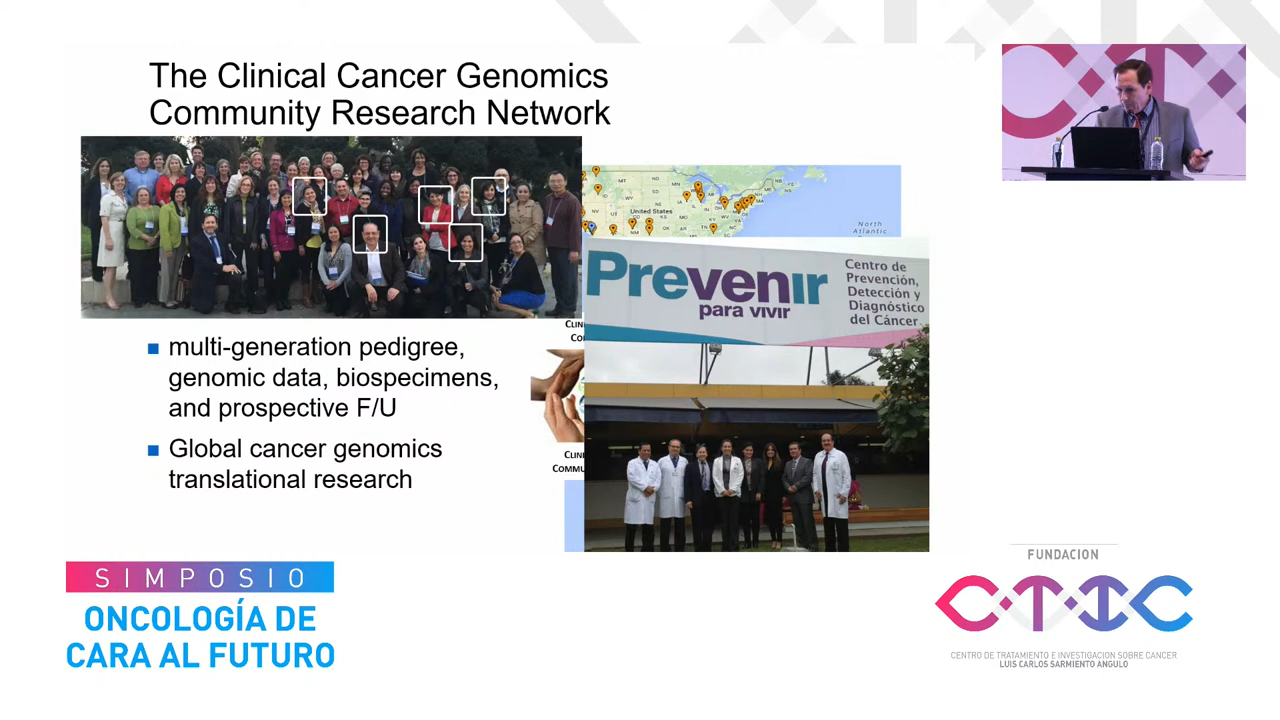 The Clinical Cancer Genomics
Community Research Network
United States
North
Atlantic
Prevenir
para vivir
Centro de
Prevención,
Detección y
Diagnóstico
del Cáncer
multi-generation pedigree,
genomic data, biospecimens,
and prospective F/U
Global cancer genomics
translational research
SIMPOSIO
ONCOLOGÍA DE
CARA AL FUTURO
FUNDACION
CTIC
CENTRO DE TRATAMIENTO E INVESTIGACION SOBRE CANCER
LUIS CARLOS SARMIENTO ANGULO